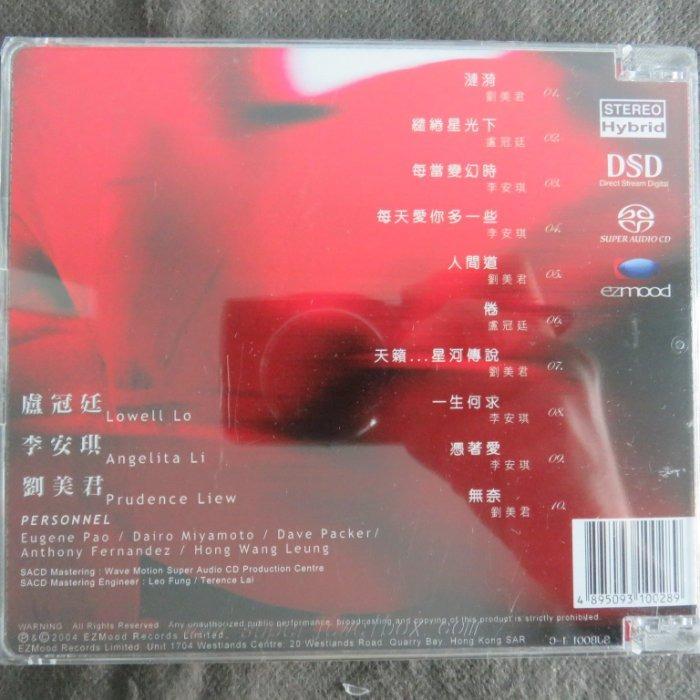 漣漪
劉美君 01.
繾綣星光下
盧冠廷 02.
每當變幻時
李安琪 03.
每天愛你多一些
李安琪 04.
人間道
劉美君 05.
倦
盧冠廷 06.
天籟...星河傳說
劉美君 07.
一生何求
李安琪 08.
憑著愛
李安琪 09.
無奈
劉美君 10.
STEREO
Hybrid
DSD
Direct Stream Digital
SUPER AUDIO CD
ezmood
盧冠廷 Lowell Lo
李安琪 Angelita Li
劉美君 Prudence Liew
PERSONNEL
Eugene Pao / Dairo Miyamoto / Dave Packer/
Anthony Fernandez / Hong Wang Leung
SACD Mastering : Wave Motion Super Audio CD Production Centre
SACD Mastering Engineer : Leo Fung / Terence Lai
4 895093 100289
WARNING : All Rights Reserved. Any unauthorized public performance, broadcasting and copying of this product is strictly prohibited.
℗&© 2004 EZMood Records Limited.
EZMood Records Limited. Unit 1704 Westlands Centre, 20 Westlands Road, Quarry Bay, Hong Kong SAR